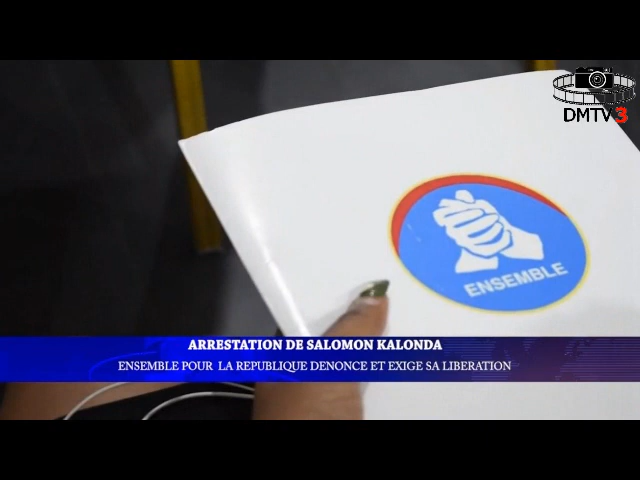 DMTV3
ENSEMBLE
ARRESTATION DE SALOMON KALONDA
ENSEMBLE POUR LA REPUBLIQUE DENONCE ET EXIGE SA LIBERATION